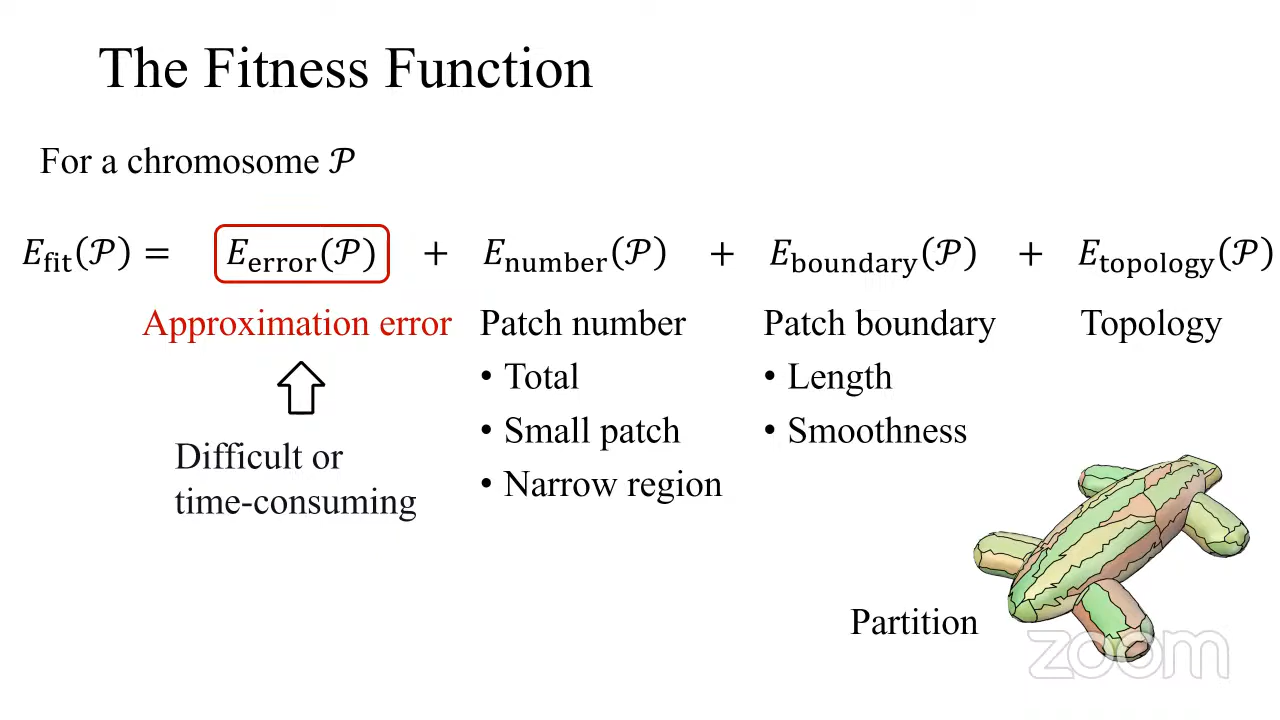 The Fitness Function
For a chromosome 𝒫
E_fit(𝒫) = E_error(𝒫) + E_number(𝒫) + E_boundary(𝒫) + E_topology(𝒫)
Approximation error
Patch number
Patch boundary
Topology
• Total
• Length
• Small patch
• Smoothness
Difficult or
time-consuming
• Narrow region
Partition
zoom